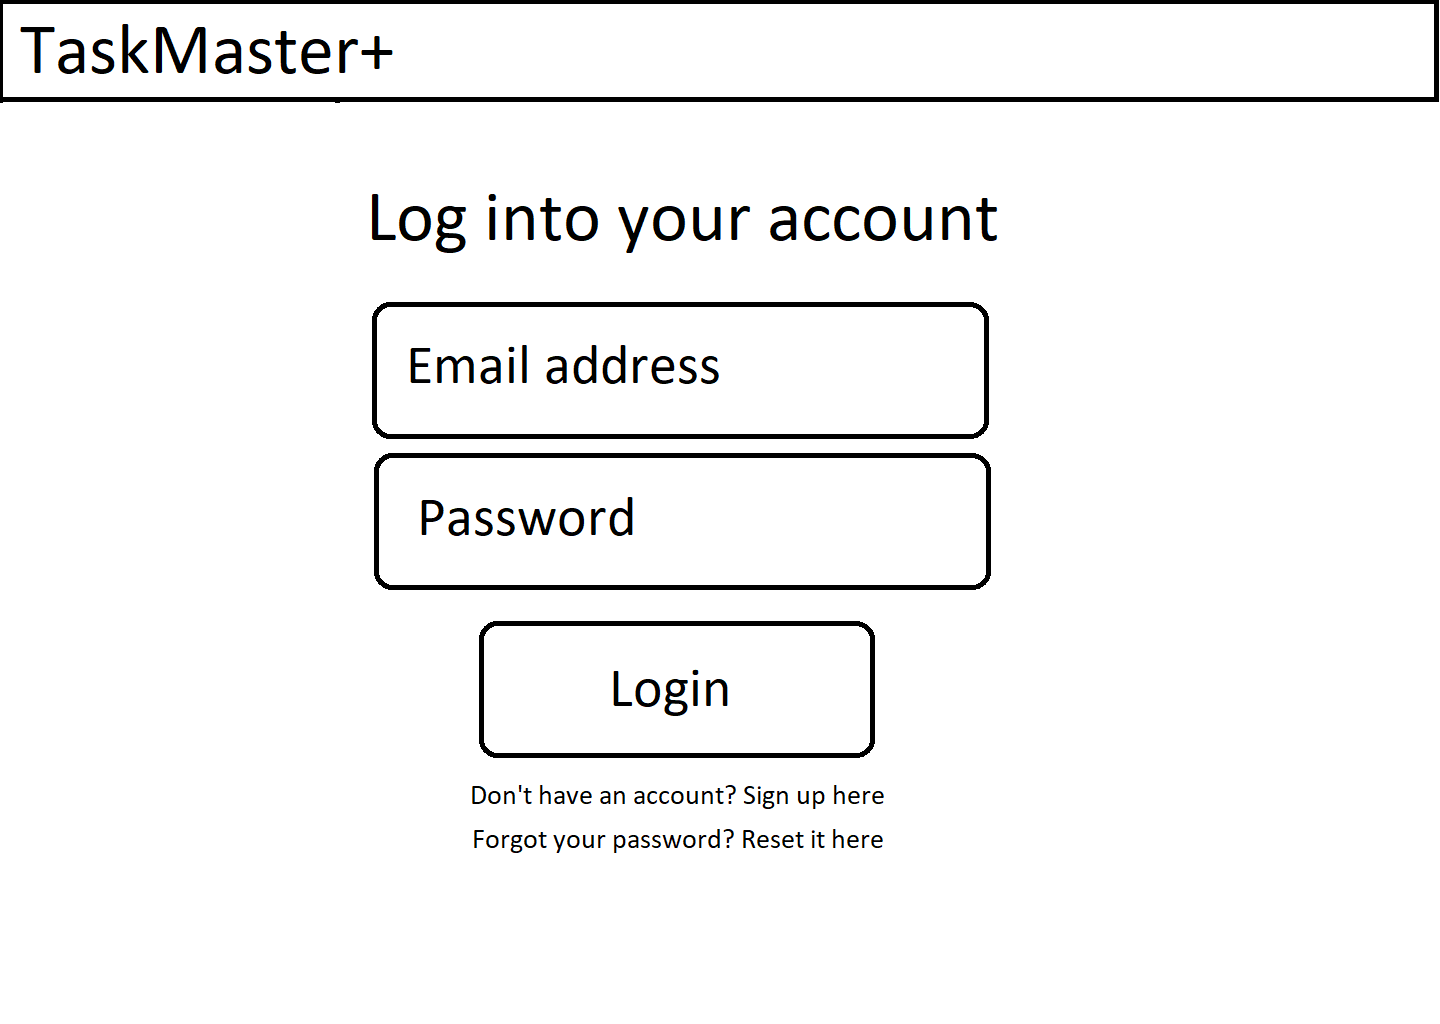 TaskMaster+
Log into your account
Email address
Password
Login
Don't have an account? Sign up here
Forgot your password? Reset it here